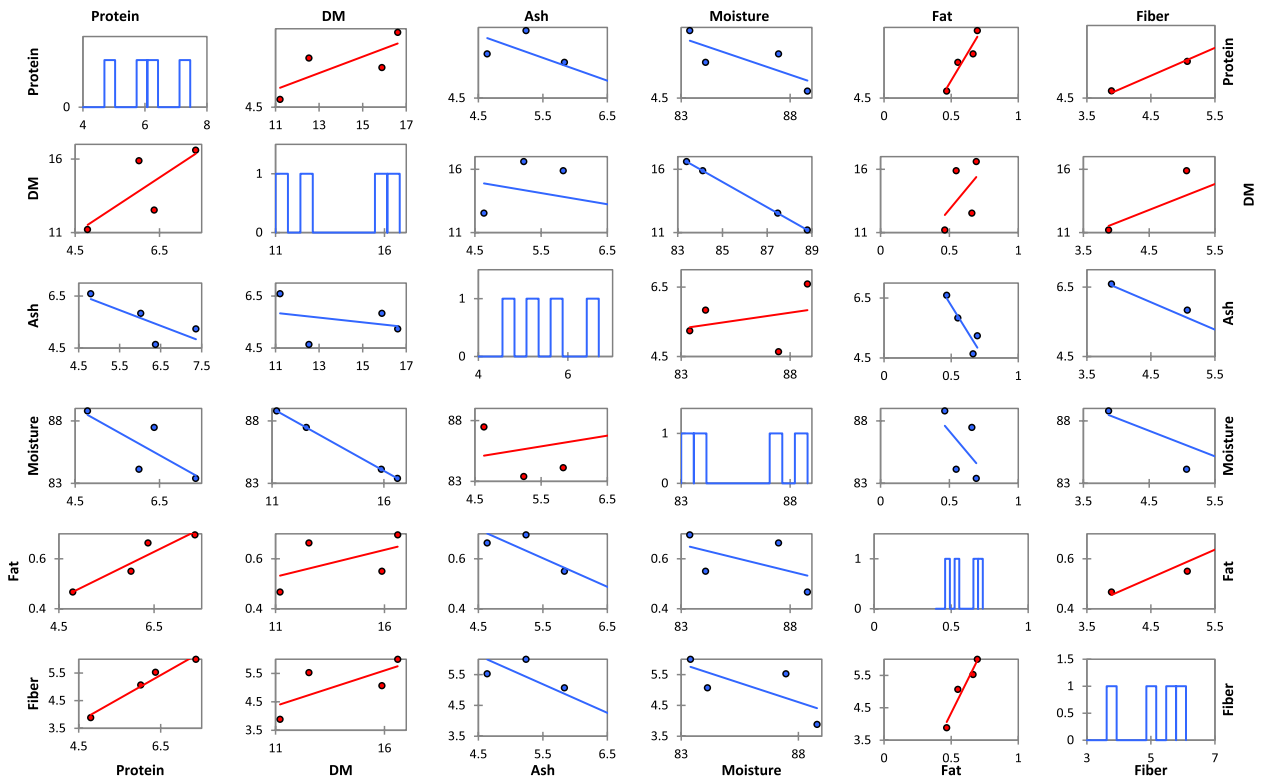 Protein DM Ash Moisture Fat Fiber
Protein 0 4.5 4.5 4.5 4.5 4.5 Protein
4 6 8 11 13 15 17 4.5 5.5 6.5 83 88 0 0.5 1 3.5 4.5 5.5
DM 16 11 1 0 16 11 16 11 16 11 16 11 DM
4.5 6.5 11 16 4.5 5.5 6.5 83 85 87 89 0 0.5 1 3.5 4.5 5.5
Ash 6.5 4.5 6.5 4.5 1 0 6.5 4.5 6.5 4.5 6.5 4.5 Ash
4.5 5.5 6.5 7.5 11 13 15 17 4 6 83 88 0 0.5 1 3.5 4.5 5.5
Moisture 88 83 88 83 88 83 1 0 88 83 88 83 Moisture
4.5 6.5 11 16 4.5 5.5 6.5 83 88 0 0.5 1 3.5 4.5 5.5
Fat 0.6 0.4 0.6 0.4 0.6 0.4 0.6 0.4 1 0 0.6 0.4 Fat
4.5 6.5 11 16 4.5 5.5 6.5 83 88 0 0.5 1 3.5 4.5 5.5
Fiber 5.5 4.5 3.5 5.5 4.5 3.5 5.5 4.5 3.5 5.5 4.5 3.5 5.5 4.5 3.5 1.5 1 0.5 0 Fiber
4.5 6.5 11 16 4.5 5.5 6.5 83 88 0 0.5 1 3 5 7
Protein DM Ash Moisture Fat Fiber